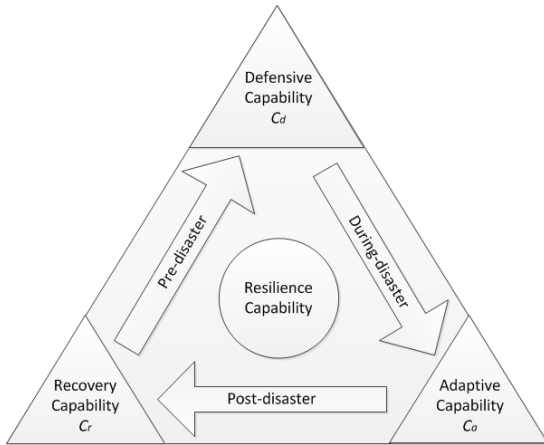 Defensive
Capability
Cd
Pre-disaster
During-disaster
Resilience
Capability
Recovery
Capability
Cr
Post-disaster
Adaptive
Capability
Ca